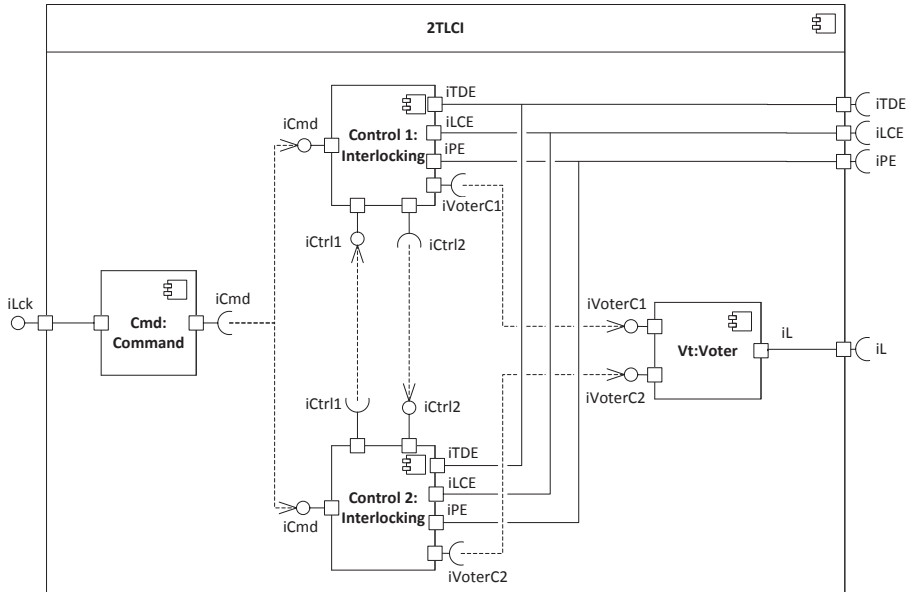 2TLCI
iTDE
iTDE
iLCE
iLCE
iCmd
Control 1:
Interlocking
iPE
iPE
iVoterC1
iCtrl1
iCtrl2
iLck
iCmd
Cmd:
Command
iVoterC1
Vt:Voter
iL
iL
iVoterC2
iCtrl1
iCtrl2
iTDE
iLCE
Control 2:
Interlocking
iPE
iCmd
iVoterC2